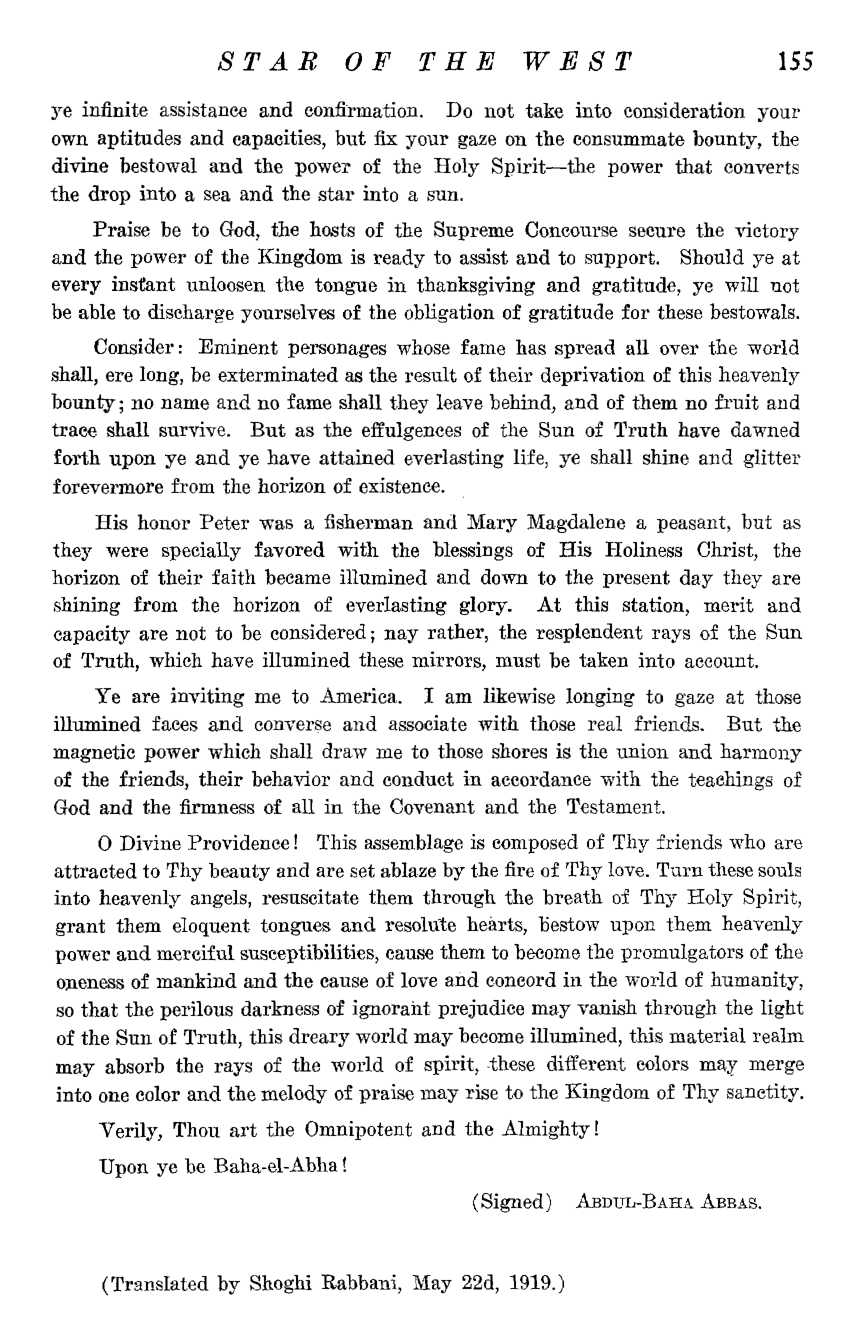 STAR OF THE WEST 155
ye infinite assistance and confirmation. Do not take into consideration your
own aptitudes and capacities, but fix your gaze on the consummate bounty, the
divine bestowal and the power of the Holy Spirit—the power that converts
the drop into a sea and the star into a sun.
Praise be to God, the hosts of the Supreme Concourse secure the victory
and the power of the Kingdom is ready to assist and to support. Should ye at
every instant unloosen the tongue in thanksgiving and gratitude, ye will not
be able to discharge yourselves of the obligation of gratitude for these bestowals.
Consider: Eminent personages whose fame has spread all over the world
shall, ere long, be exterminated as the result of their deprivation of this heavenly
bounty; no name and no fame shall they leave behind, and of them no fruit and
trace shall survive. But as the effulgences of the Sun of Truth have dawned
forth upon ye and ye have attained everlasting life, ye shall shine and glitter
forevermore from the horizon of existence.
His honor Peter was a fisherman and Mary Magdalene a peasant, but as
they were specially favored with the blessings of His Holiness Christ, the
horizon of their faith became illumined and down to the present day they are
shining from the horizon of everlasting glory. At this station, merit and
capacity are not to be considered; nay rather, the resplendent rays of the Sun
of Truth, which have illumined these mirrors, must be taken into account.
Ye are inviting me to America. I am likewise longing to gaze at those
illumined faces and converse and associate with those real friends. But the
magnetic power which shall draw me to those shores is the union and harmony
of the friends, their behavior and conduct in accordance with the teachings of
God and the firmness of all in the Covenant and the Testament.
O Divine Providence! This assemblage is composed of Thy friends who are
attracted to Thy beauty and are set ablaze by the fire of Thy love. Turn these souls
into heavenly angels, resuscitate them through the breath of Thy Holy Spirit,
grant them eloquent tongues and resolute hearts, bestow upon them heavenly
power and merciful susceptibilities, cause them to become the promulgators of the
oneness of mankind and the cause of love and concord in the world of humanity,
so that the perilous darkness of ignorant prejudice may vanish through the light
of the Sun of Truth, this dreary world may become illumined, this material realm
may absorb the rays of the world of spirit, these different colors may merge
into one color and the melody of praise may rise to the Kingdom of Thy sanctity.
Verily, Thou art the Omnipotent and the Almighty!
Upon ye be Baha-el-Abha!
(Signed) ABDUL-BAHA ABBAS.
(Translated by Shoghi Rabbani, May 22d, 1919.)